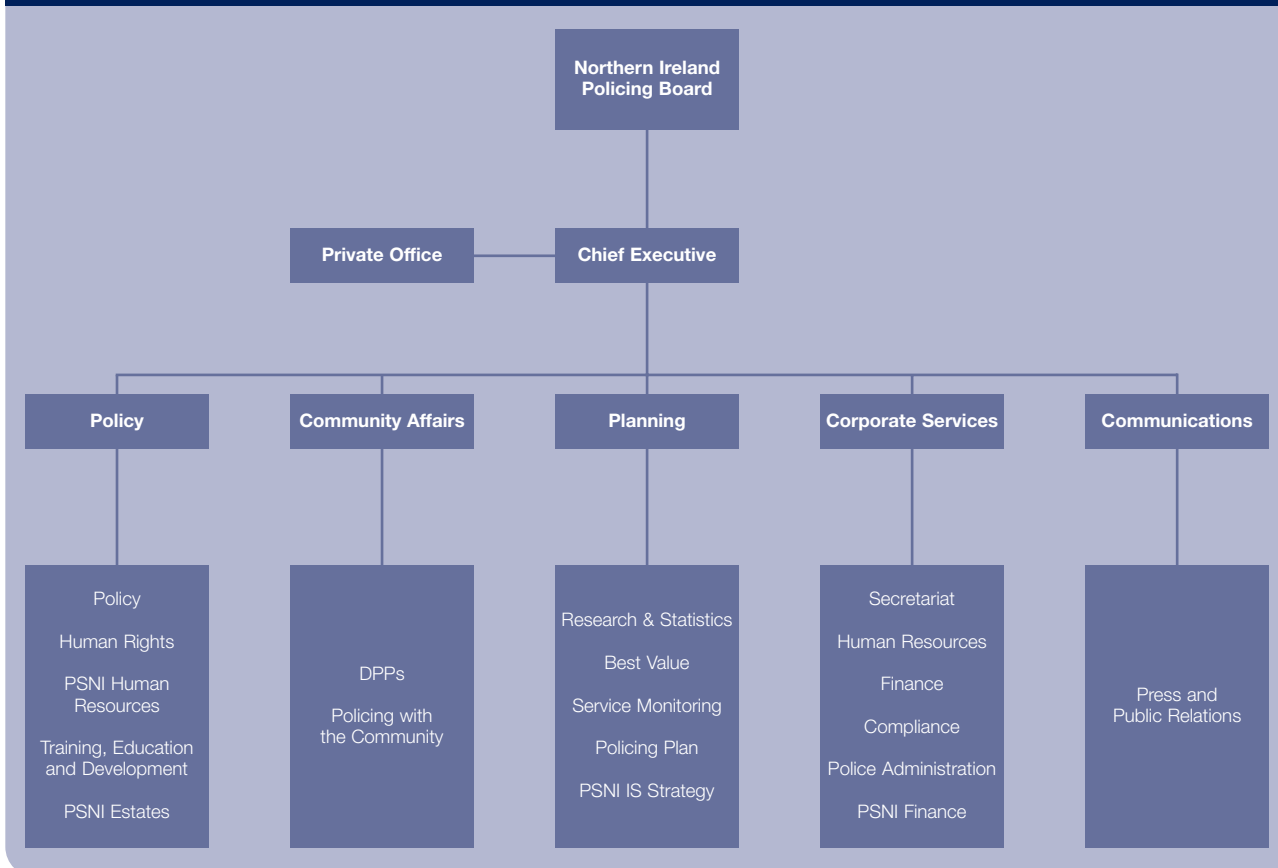 Northern Ireland
Policing Board
Private Office
Chief Executive
Policy
Community Affairs
Planning
Corporate Services
Communications
Policy
Human Rights
PSNI Human
Resources
Training, Education
and Development
PSNI Estates
DPPs
Policing with
the Community
Research & Statistics
Best Value
Service Monitoring
Policing Plan
PSNI IS Strategy
Secretariat
Human Resources
Finance
Compliance
Police Administration
PSNI Finance
Press and
Public Relations